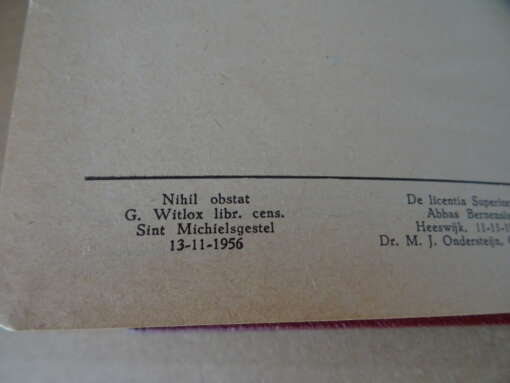 Nihil obstat
G. Witlox libr. cens.
Sint Michielsgestel
13-11-1956
De licentia
Abbas
Heeswijk,
Dr. M. J. Ondersteijn,